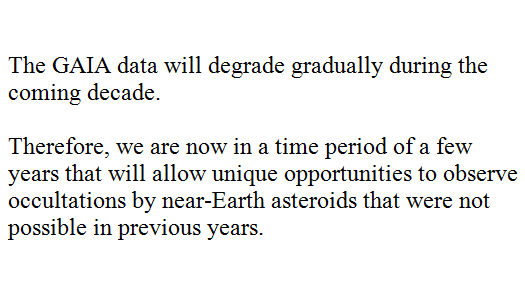 The GAIA data will degrade gradually during the
coming decade.
Therefore, we are now in a time period of a few
years that will allow unique opportunities to observe
occultations by near-Earth asteroids that were not
possible in previous years.